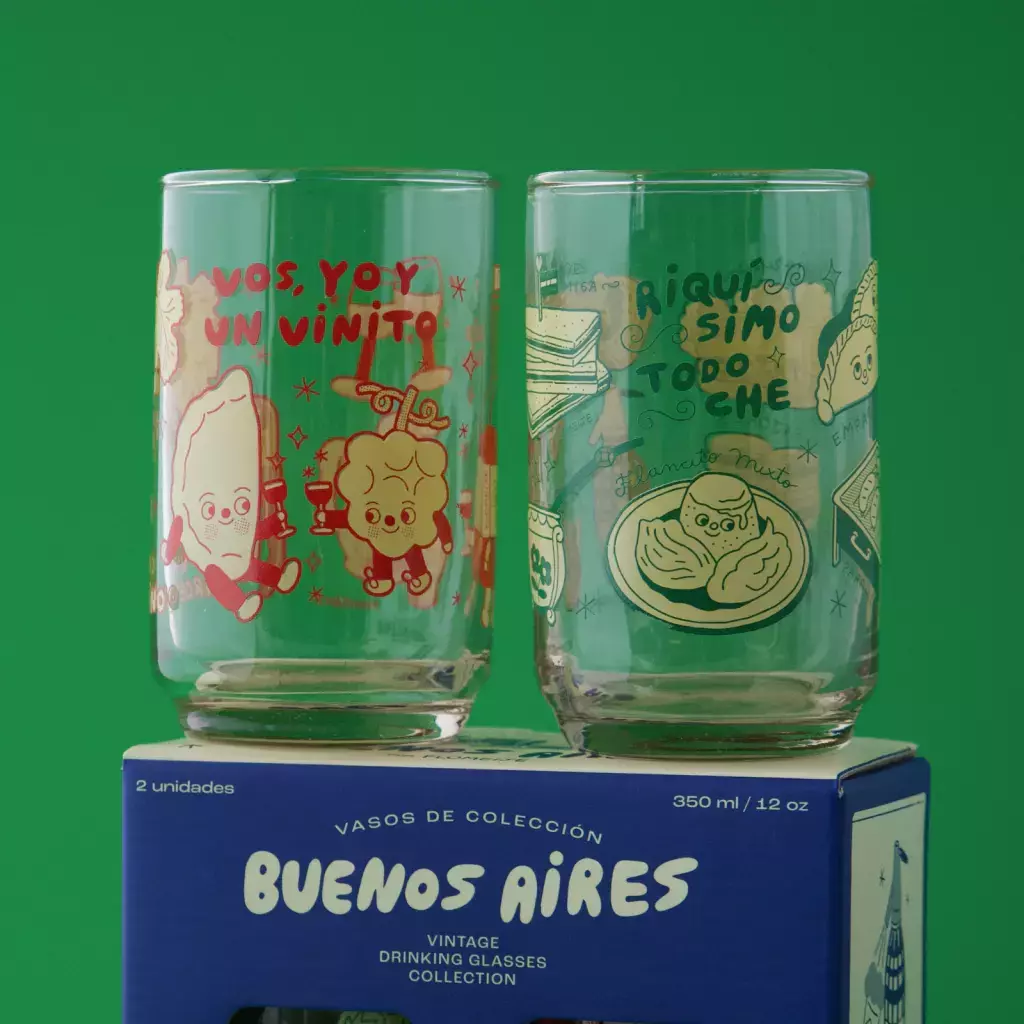 VOS, YO Y
UN VINITO
RIQUÍ
SIMO
TODO
CHE
Flancito Mixto
2 unidades
350 ml / 12 oz
VASOS DE COLECCIÓN
BUENOS AIRES
VINTAGE
DRINKING GLASSES
COLLECTION